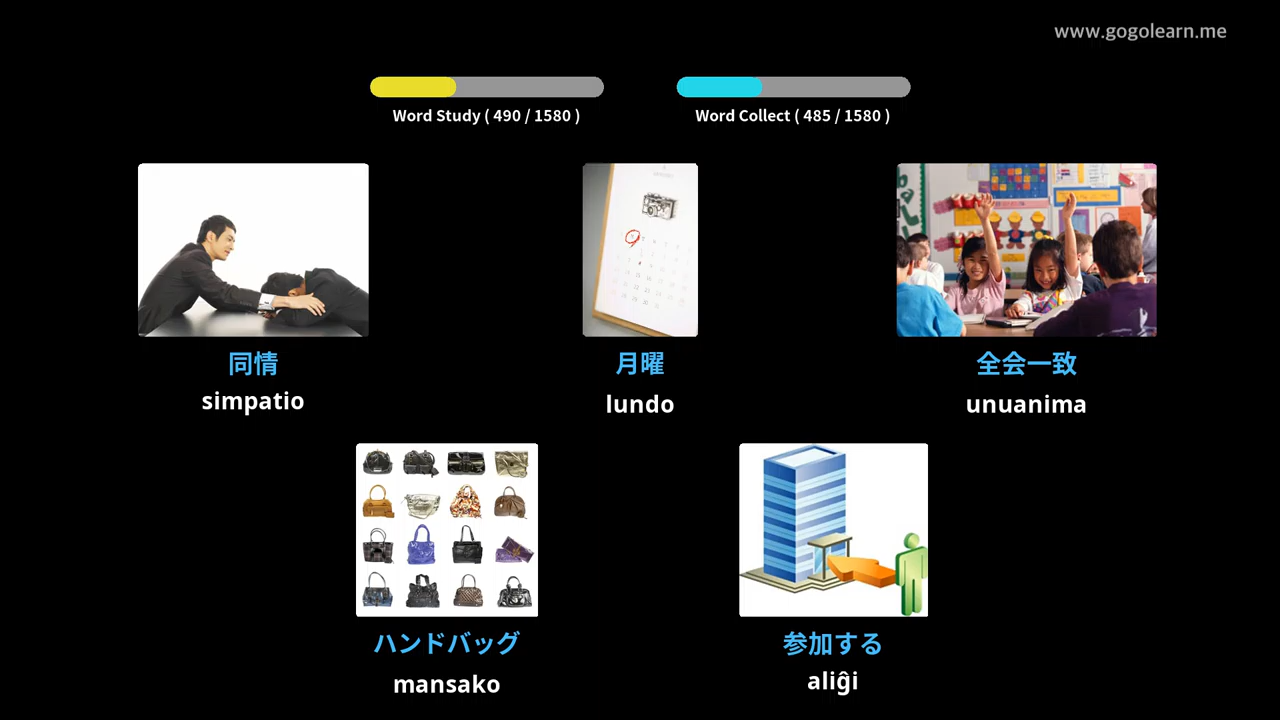 www.gogolearn.me
Word Study ( 490 / 1580 )
Word Collect ( 485 / 1580 )
同情
simpatio
月曜
lundo
全会一致
unuanima
ハンドバッグ
mansako
参加する
aliĝi